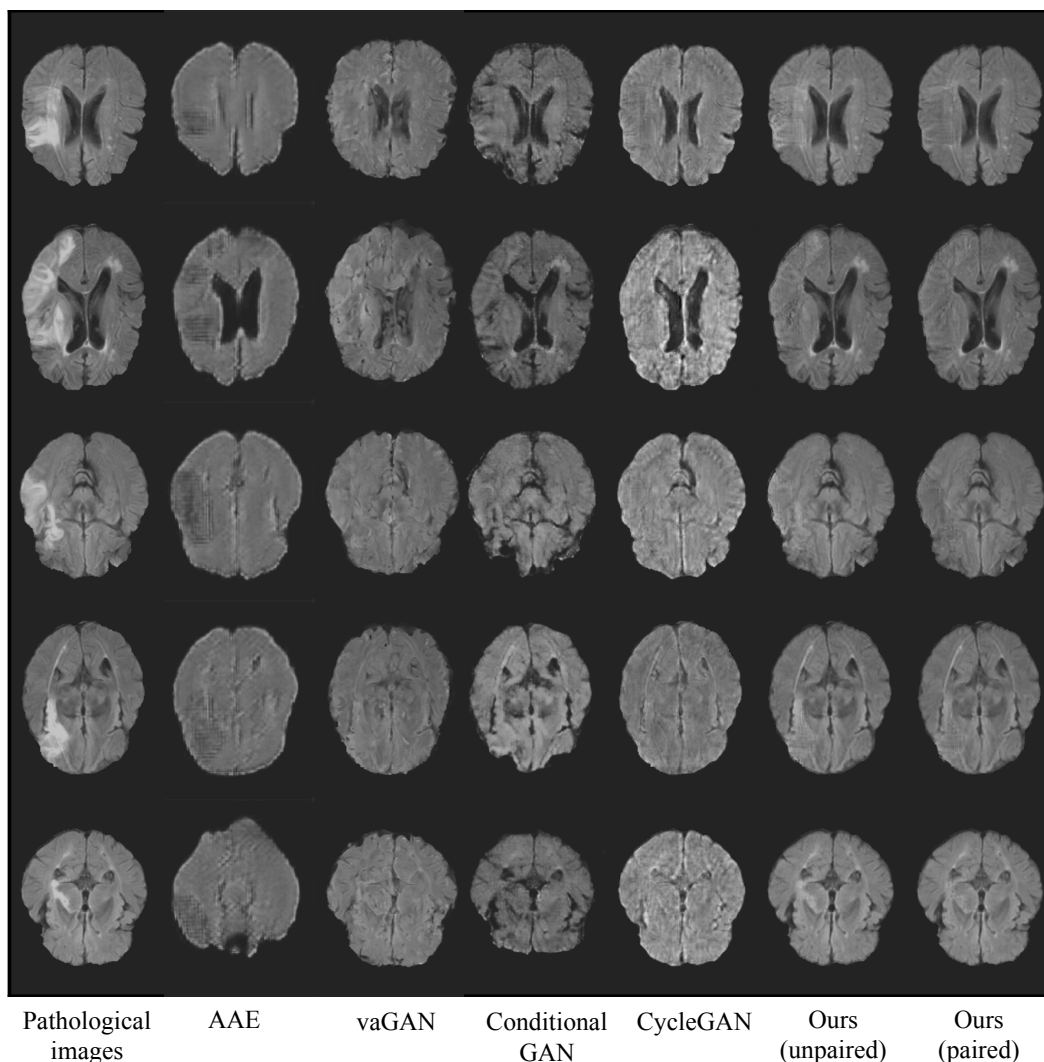 Pathological images
AAE
vaGAN
Conditional GAN
CycleGAN
Ours (unpaired)
Ours (paired)